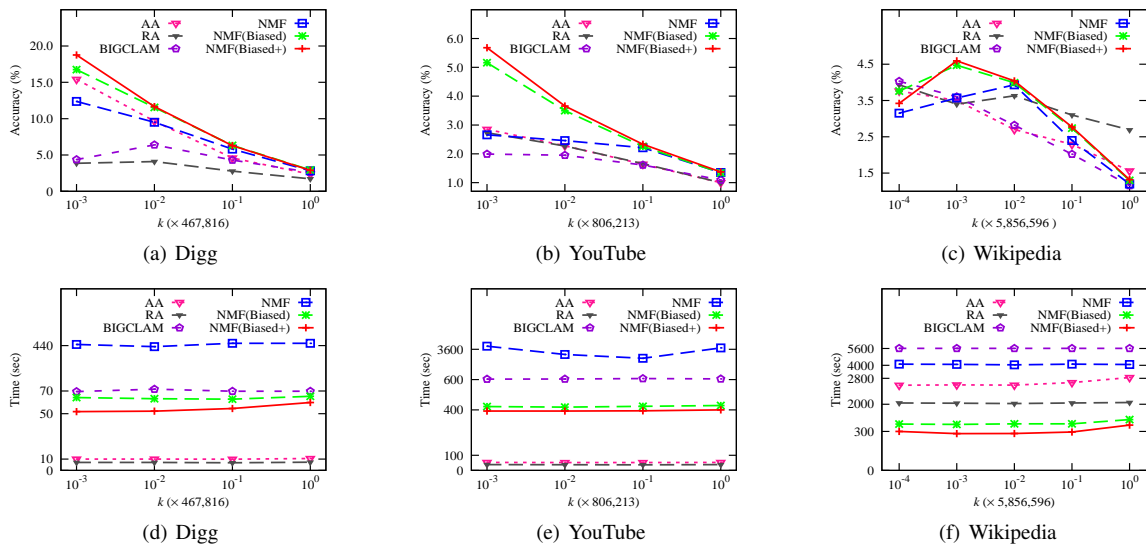 AA
RA
BIGCLAM
NMF
NMF(Biased)
NMF(Biased+)
Accuracy (%)
20.0
15.0
10.0
5.0
0
10^-3 10^-2 10^-1 10^0
k (× 467,816)
(a) Digg
AA
RA
BIGCLAM
NMF
NMF(Biased)
NMF(Biased+)
Accuracy (%)
6.0
5.0
4.0
3.0
2.0
1.0
10^-3 10^-2 10^-1 10^0
k (× 806,213)
(b) YouTube
AA
RA
BIGCLAM
NMF
NMF(Biased)
NMF(Biased+)
Accuracy (%)
4.5
3.5
2.5
1.5
10^-4 10^-3 10^-2 10^-1 10^0
k (× 5,856,596 )
(c) Wikipedia
AA
RA
BIGCLAM
NMF
NMF(Biased)
NMF(Biased+)
Time (sec)
440
70
50
10
0
10^-3 10^-2 10^-1 10^0
k (× 467,816)
(d) Digg
AA
RA
BIGCLAM
NMF
NMF(Biased)
NMF(Biased+)
Time (sec)
3600
600
400
100
0
10^-3 10^-2 10^-1 10^0
k (× 806,213)
(e) YouTube
AA
RA
BIGCLAM
NMF
NMF(Biased)
NMF(Biased+)
Time (sec)
5600
4000
2800
2000
300
0
10^-4 10^-3 10^-2 10^-1 10^0
k (× 5,856,596)
(f) Wikipedia